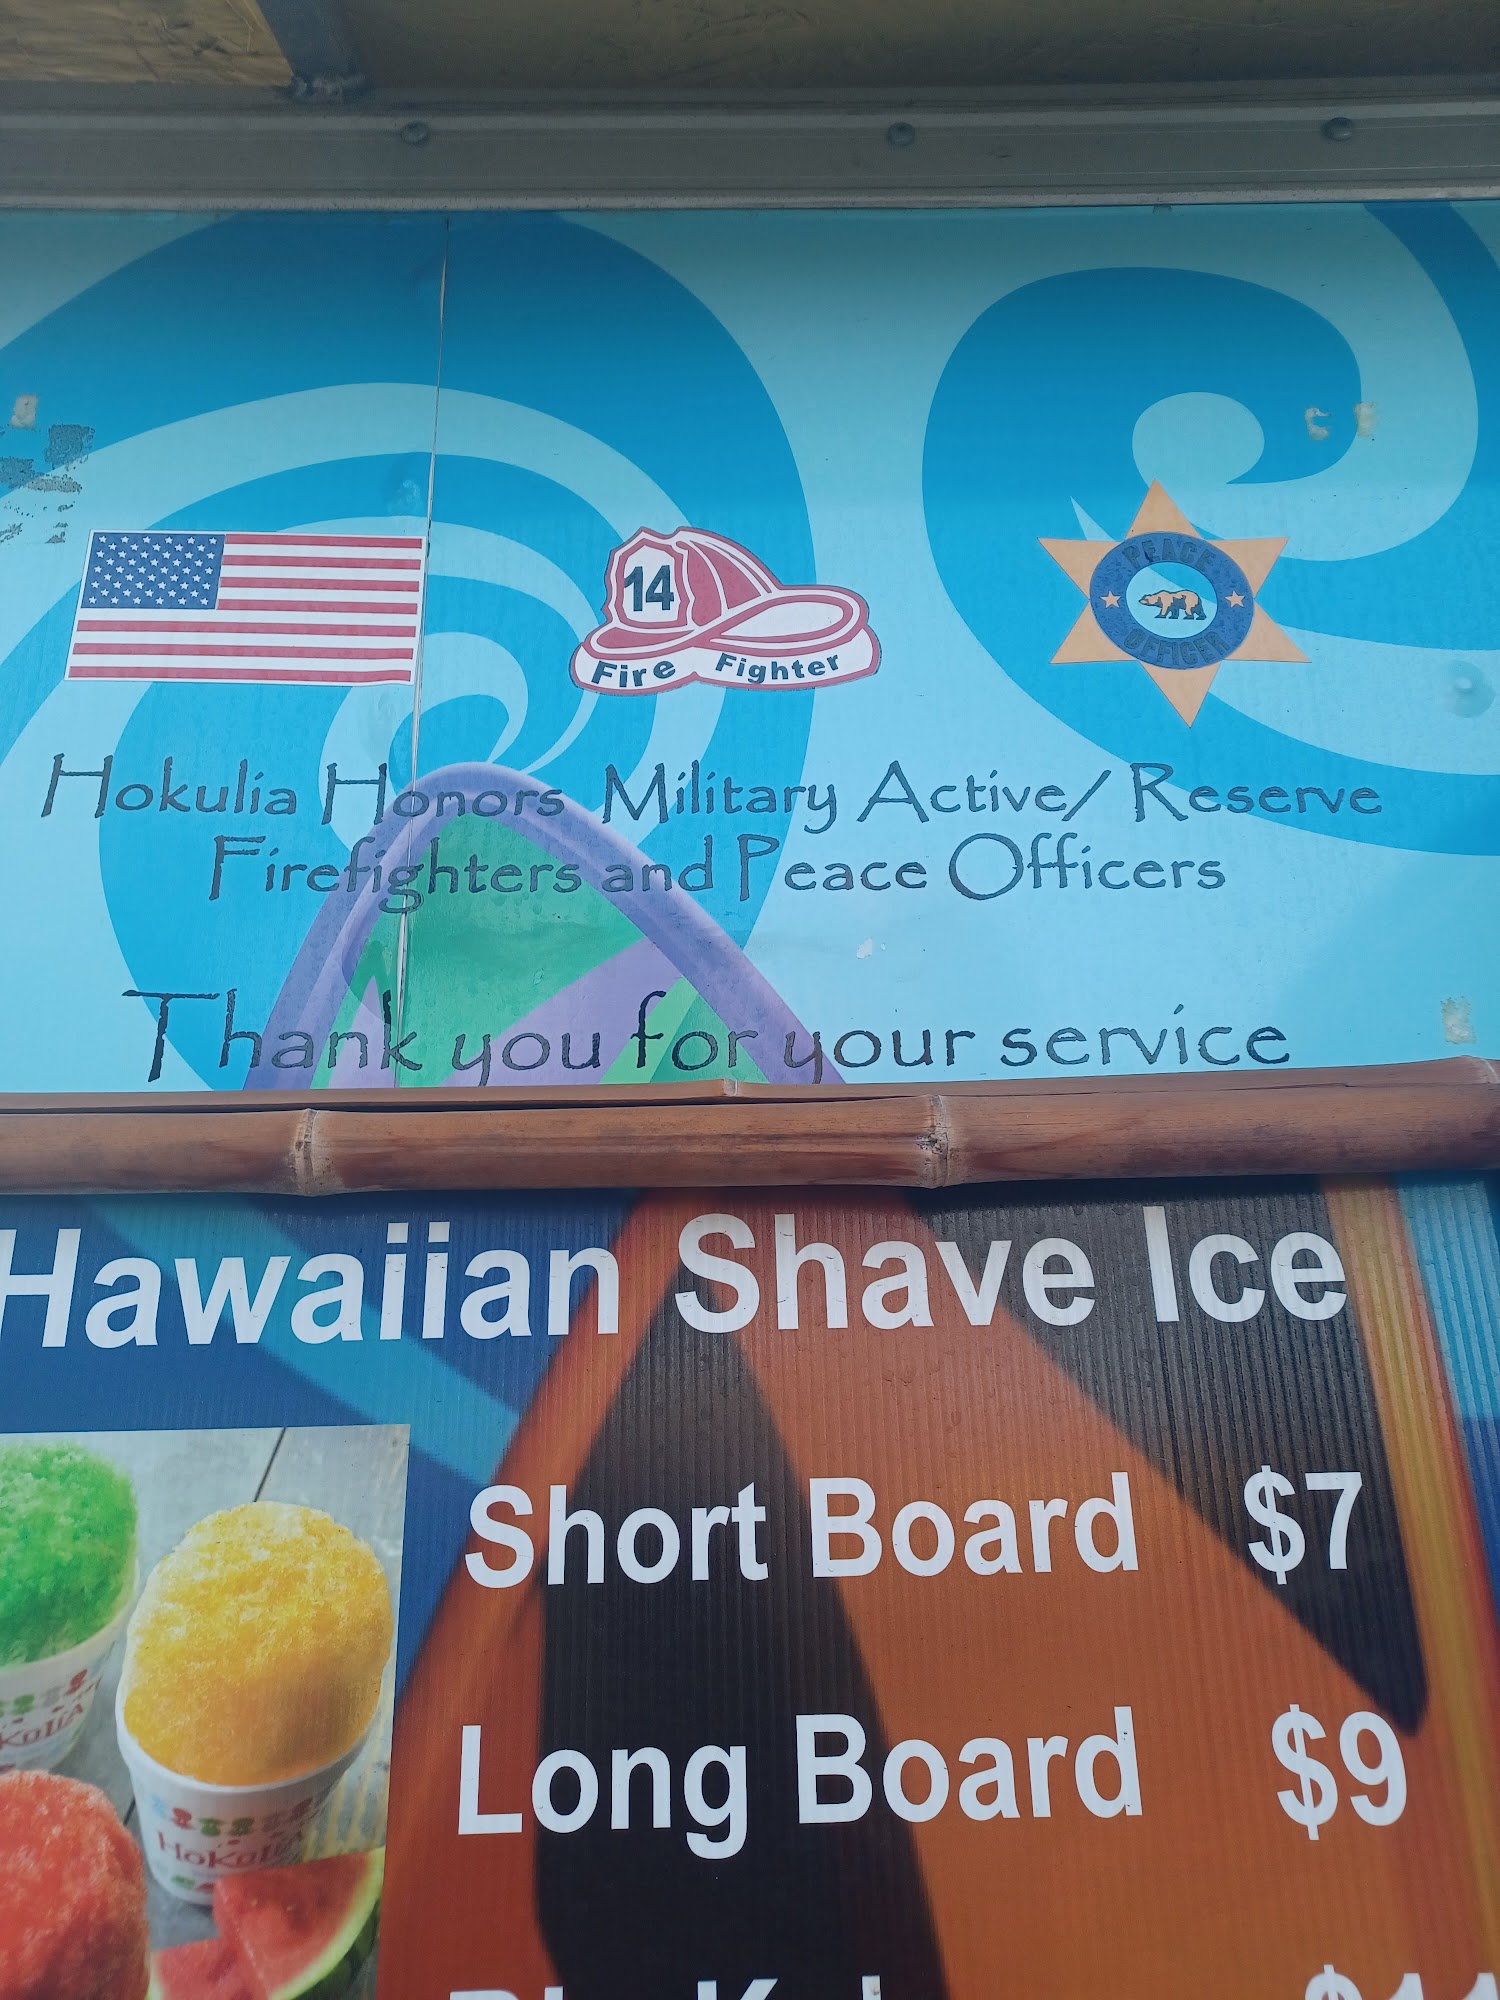 14
Fire Fighter
PEACE
OFFICER
Hokulia Honors Military Active/ Reserve
Firefighters and Peace Officers
Thank you for your service
Hawaiian Shave Ice
Short Board $7
Long Board $9
HoKuliA